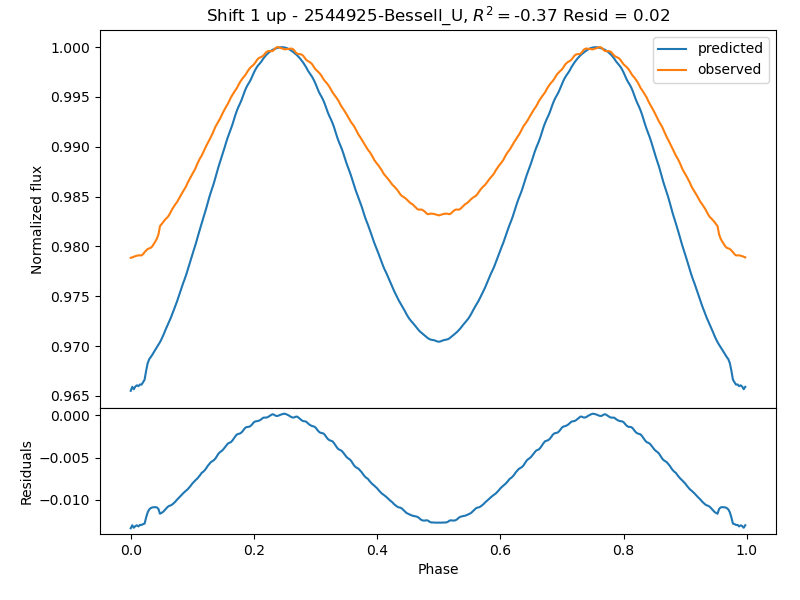 Shift 1 up - 2544925-Bessell_U, R² = -0.37 Resid = 0.02
predicted
observed
Normalized flux
1.000
0.995
0.990
0.985
0.980
0.975
0.970
0.965
Residuals
0.000
−0.005
−0.010
0.0 0.2 0.4 0.6 0.8 1.0
Phase